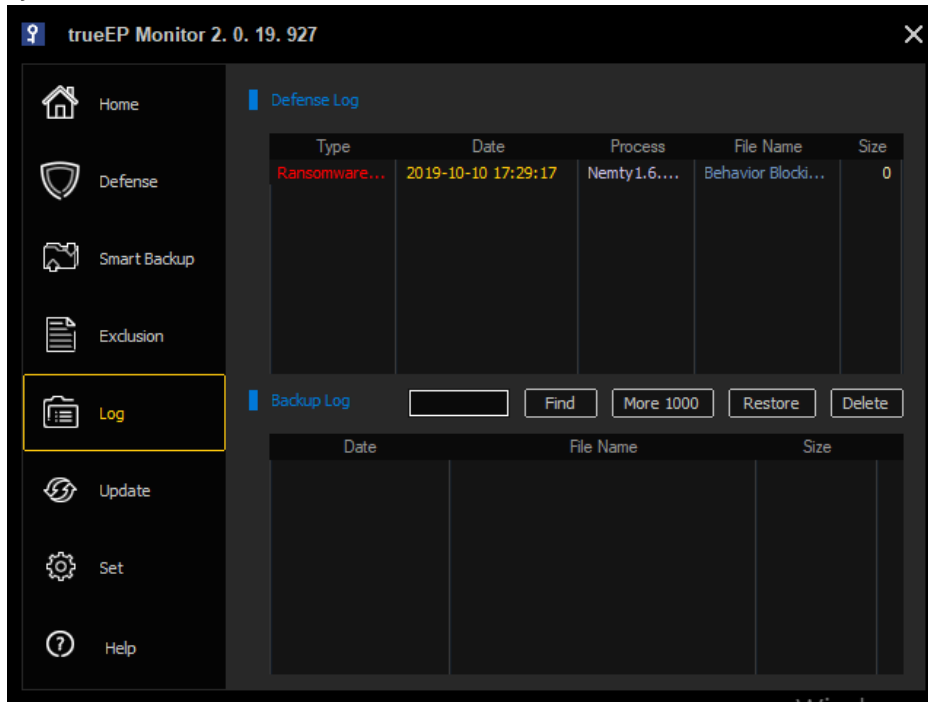 trueEP Monitor 2. 0. 19. 927
Home
Defense
Smart Backup
Exclusion
Log
Update
Set
Help
Defense Log
Type Date Process File Name Size
Ransomware... 2019-10-10 17:29:17 Nemty1.6.... Behavior Blocki... 0
Backup Log Find More 1000 Restore Delete
Date File Name Size